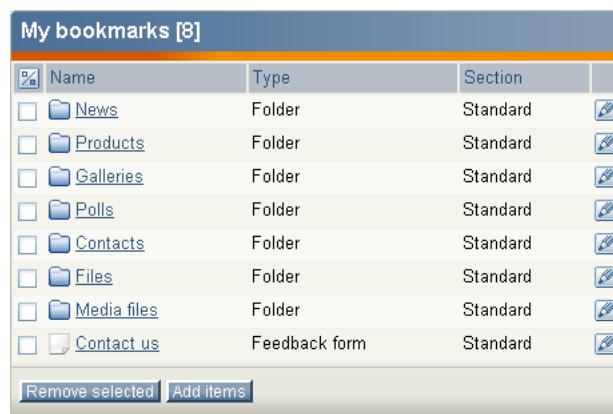 My bookmarks [8]
Name Type Section
News Folder Standard
Products Folder Standard
Galleries Folder Standard
Polls Folder Standard
Contacts Folder Standard
Files Folder Standard
Media files Folder Standard
Contact us Feedback form Standard
Remove selected Add items